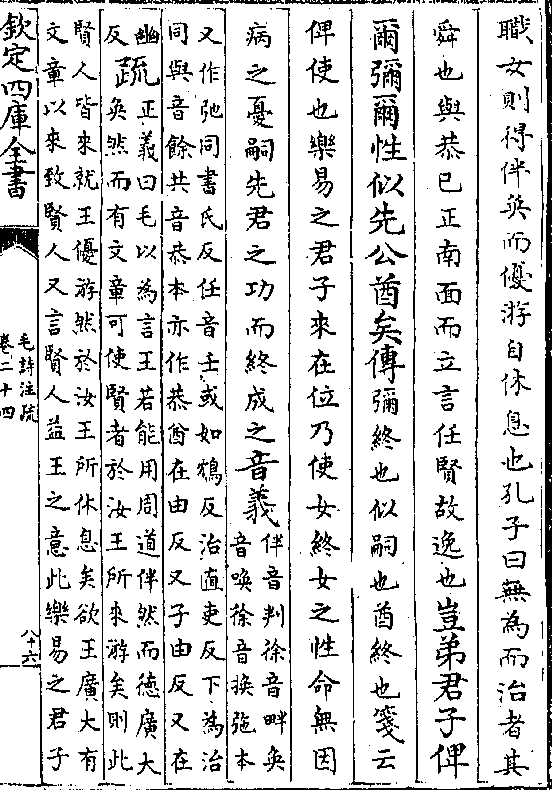 職女則得伴奐而優游自休息也孔子曰無為而治者其
舜也與恭已正南面而立言任賢故逸也豈弟君子俾
爾彌爾性似先公酋矣傳彌終也似嗣也酋終也箋云
俾使也樂易之君子來在位乃使女終女之性命無因
病之憂嗣先君之功而終成之音義伴音判徐音畔奐
音喚徐音換㢮本
又作弛同書氏反任音壬或如鴆反治直吏反下為治
同與音餘共音恭本亦作恭酋在由反又子由反又在
幽反
疏正義曰毛以為言王若能用周道伴然而德廣大
奐然而有文章可使賢者於汝王所來游矣則此
賢人皆來就王優游然於汝王所休息矣欲王廣大有
文章以來致賢人又言賢人益王之意此樂易之君子
欽定四庫全書
毛詩注疏
卷二十四
八十六